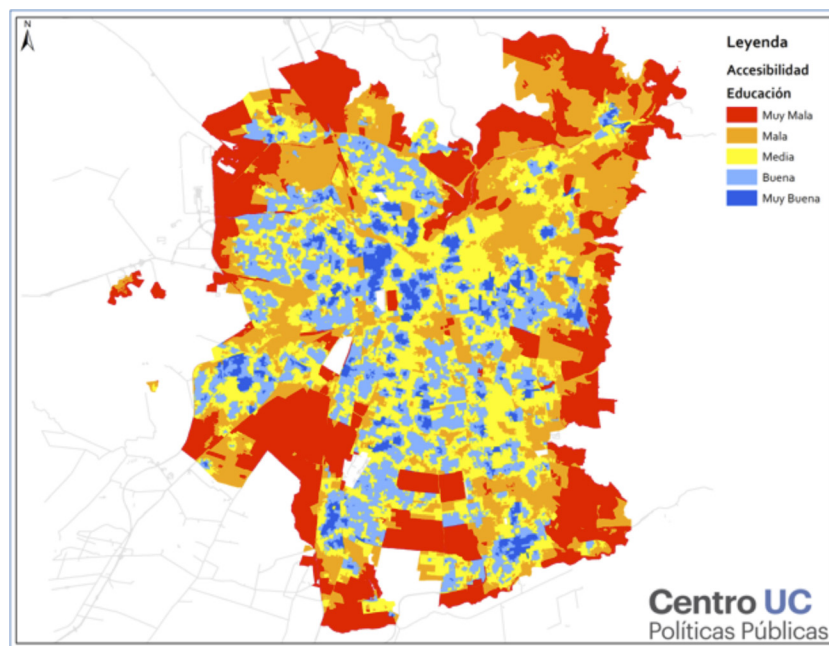 N
Leyenda
Accesibilidad
Educación
Muy Mala
Mala
Media
Buena
Muy Buena
Centro UC
Políticas Públicas